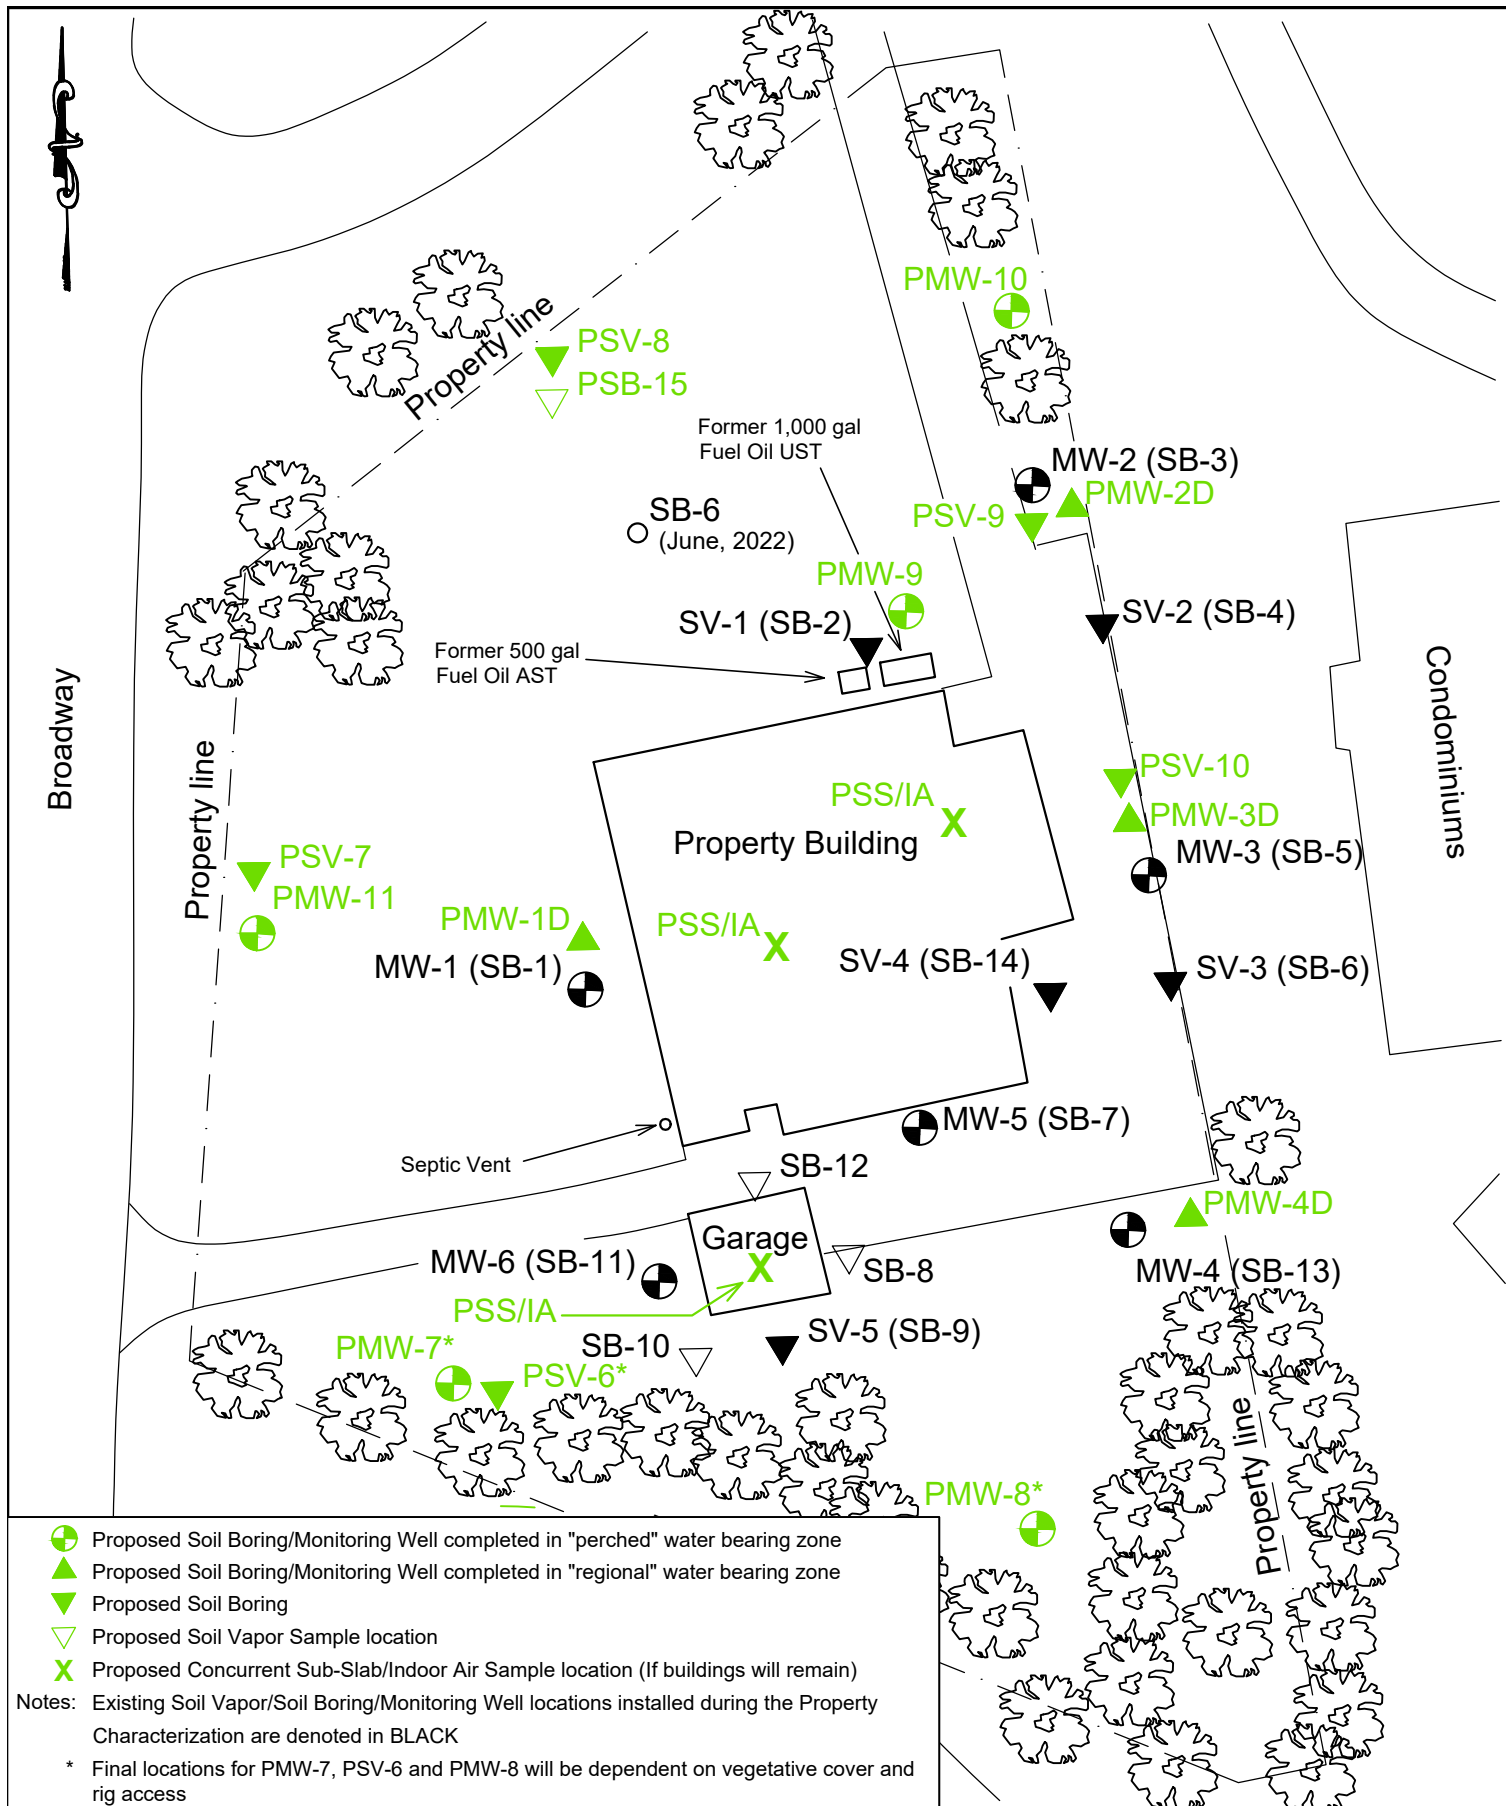 PMW-10
PSV-8
Property line
PSB-15
Former 1,000 gal
Fuel Oil UST
MW-2 (SB-3)
PMW-2D
SB-6
(June, 2022)
PSV-9
PMW-9
SV-1 (SB-2)
SV-2 (SB-4)
Former 500 gal
Fuel Oil AST
Broadway
Property line
Condominiums
PSV-10
PSS/IA
X
PMW-3D
Property Building
MW-3 (SB-5)
PSV-7
PMW-11
PMW-1D
PSS/IA
X
MW-1 (SB-1)
SV-4 (SB-14)
SV-3 (SB-6)
MW-5 (SB-7)
Septic Vent
SB-12
PMW-4D
Garage
X
MW-6 (SB-11)
SB-8
MW-4 (SB-13)
PSS/IA
SB-10
SV-5 (SB-9)
PMW-7*
PSV-6*
Property line
PMW-8*
Proposed Soil Boring/Monitoring Well completed in "perched" water bearing zone
Proposed Soil Boring/Monitoring Well completed in "regional" water bearing zone
Proposed Soil Boring
Proposed Soil Vapor Sample location
X Proposed Concurrent Sub-Slab/Indoor Air Sample location (If buildings will remain)
Notes: Existing Soil Vapor/Soil Boring/Monitoring Well locations installed during the Property
Characterization are denoted in BLACK
* Final locations for PMW-7, PSV-6 and PMW-8 will be dependent on vegetative cover and
rig access